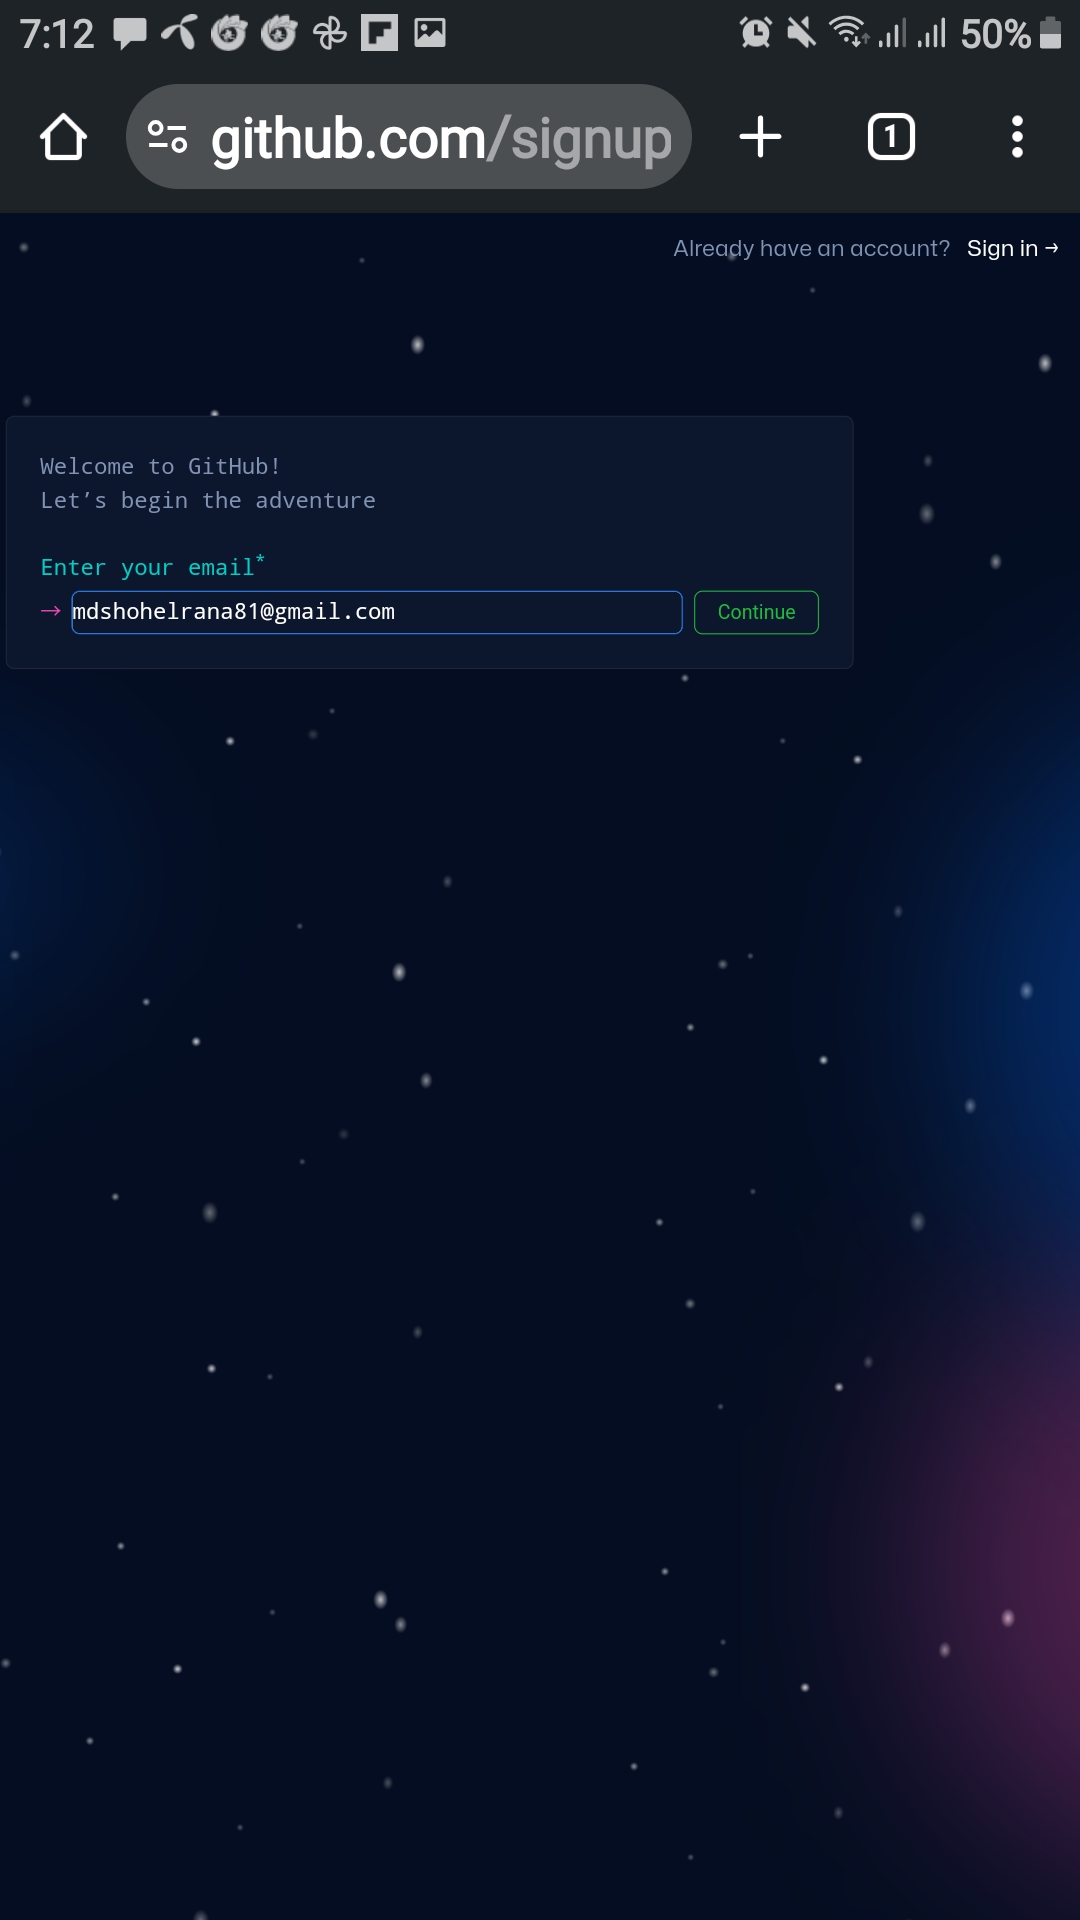 7:12
50%
github.com/signup
1
Already have an account? Sign in →
Welcome to GitHub!
Let’s begin the adventure
Enter your email*
→ mdshohelrana81@gmail.com Continue